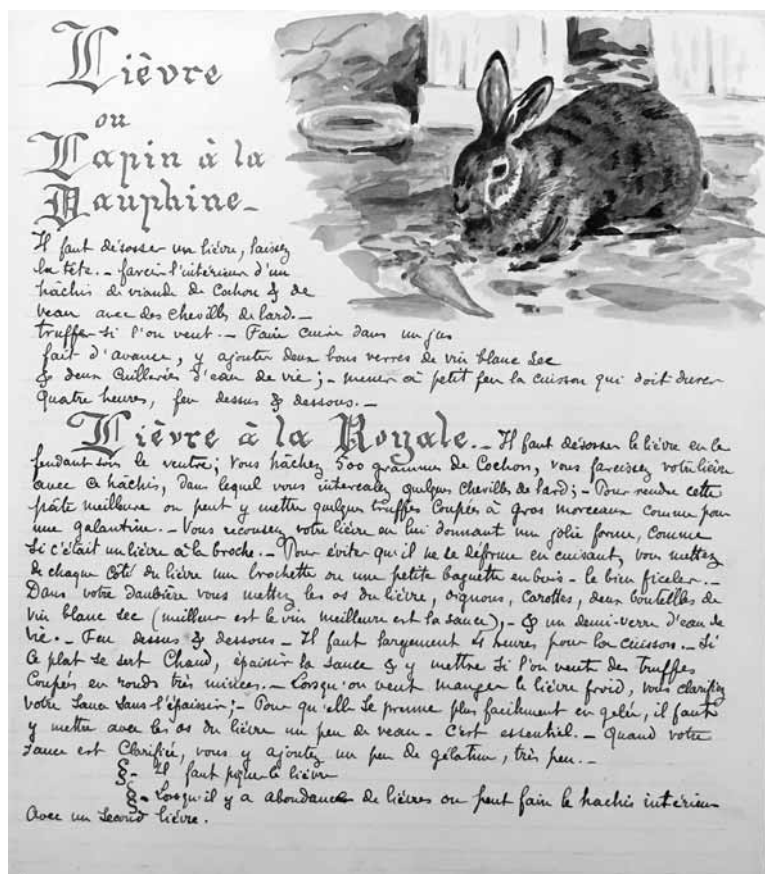 Lièvre
ou
Lapin à la
Dauphine_
Il faut désosser un lièvre, laissez
la tête._ farcir l'intérieur d'un
hâchis de viande de Cochon & de
veau avec des chevilles de lard._
truffer si l'on veut._ Faire cuire dans un jus
fait d'avance, y ajouter deux bons verres de vin blanc sec
& deux cuillerées d'eau de vie;_ mener à petit feu la cuisson qui doit durer
quatre heures, feu dessus & dessous._
Lièvre à la Royale._ Il faut désosser le lièvre en le
fendant sous le ventre; vous hâchez 500 grammes de Cochon, vous farcissez votre lièvre
avec ce hâchis, dans lequel vous intercalez quelques chevilles de lard;_ Pour rendre cette
pâte meilleure on peut y mettre quelques truffes coupées à gros morceaux comme pour
une galantine._ Vous recousez votre lièvre en lui donnant une jolie forme, comme
si c'était un lièvre à la broche._ Pour éviter qu'il ne se déforme en cuisant, vous mettez
de chaque côté du lièvre une brochette ou une petite baguette en bois_ le bien ficeler._
Dans votre daubière vous mettez les os du lièvre, oignons, carottes, deux bouteilles de
vin blanc sec (meilleur est le vin meilleure est la sauce),_ & un demi-verre d'eau de
vie._ Feu dessus & dessous_ Il faut largement 4 heures pour la cuisson._ Si
ce plat se sert chaud, épaissir la sauce & y mettre si l'on veut des truffes
coupées en ronds très minces._ Lorsqu'on veut manger le lièvre froid, vous clarifiez
votre sauce sans l'épaissir;_ Pour qu'elle se prenne plus facilement en gelée, il faut
y mettre avec les os du lièvre un peu de veau_ C'est essentiel._ Quand votre
sauce est clarifiée, vous y ajoutez un peu de gélatine, très peu._
§_ Il faut piquer le lièvre
§_ Lorsqu'il y a abondance de lièvres on peut faire le hachis intérieur
avec un second lièvre.